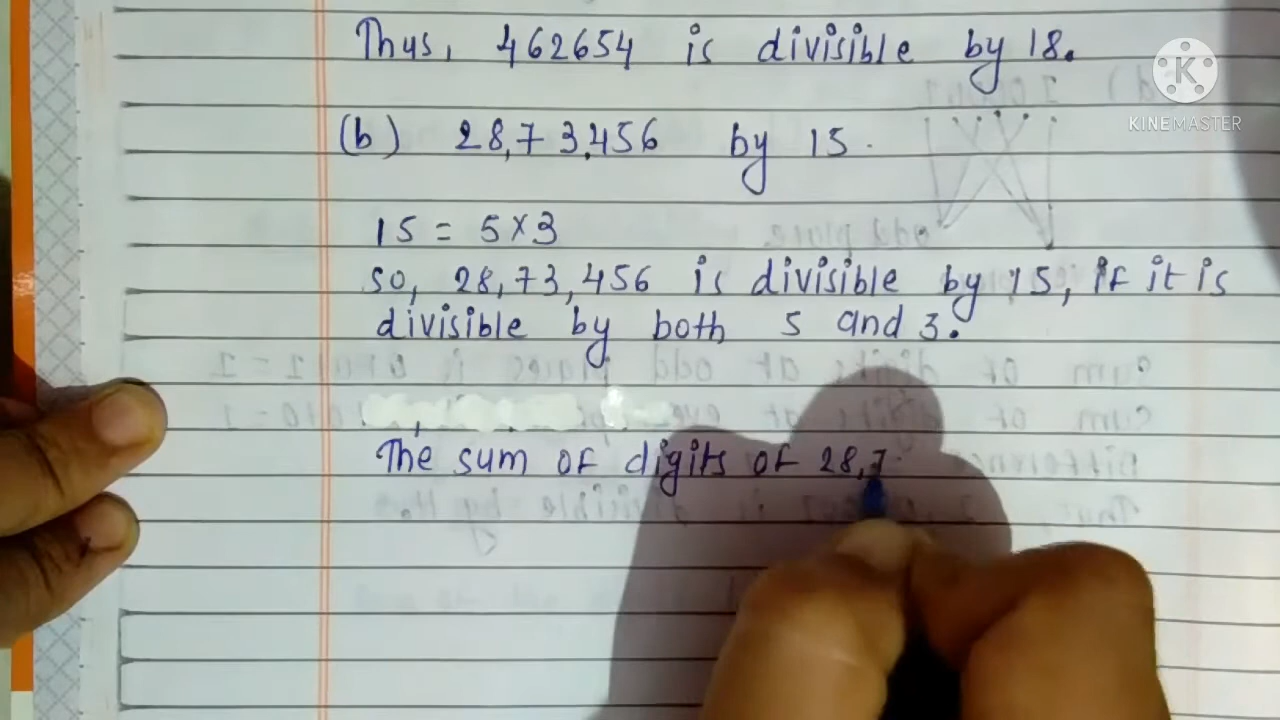 Thus, 462654 is divisible by 18.
K
KINEMASTER
(b) 28,73,456 by 15.
15 = 5×3
so, 28,73,456 is divisible by 15, if it is
divisible by both 5 and 3.
The sum of digits of 28,7